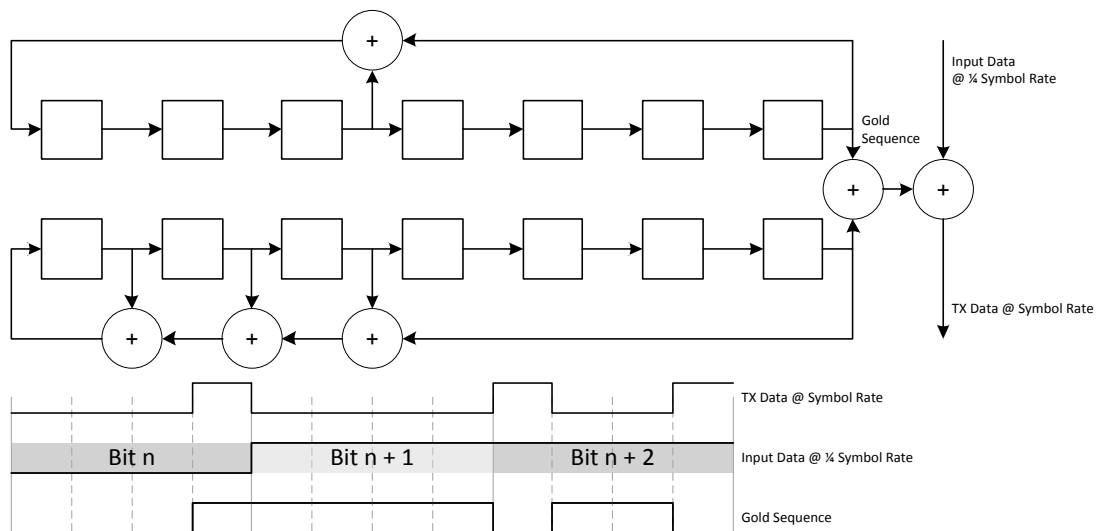 +
Input Data
@ ¼ Symbol Rate
Gold
Sequence
+
+
+
+
+
TX Data @ Symbol Rate
TX Data @ Symbol Rate
Bit n
Bit n + 1
Bit n + 2
Input Data @ ¼ Symbol Rate
Gold Sequence